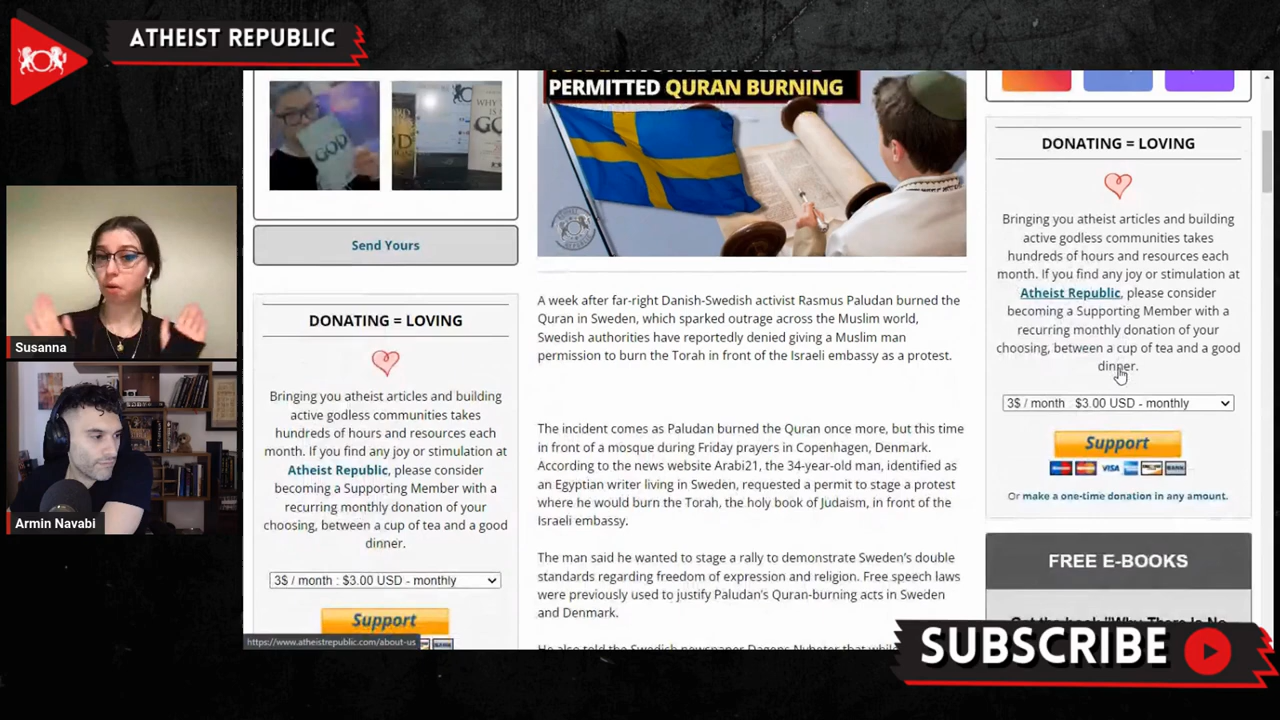 ATHEIST REPUBLIC
Susanna
Armin Navabi
Send Yours
DONATING = LOVING
Bringing you atheist articles and building
active godless communities takes
hundreds of hours and resources each
month. If you find any joy or stimulation at
Atheist Republic, please consider
becoming a Supporting Member with a
recurring monthly donation of your
choosing, between a cup of tea and a good
dinner.
3$ / month : $3.00 USD - monthly
Support
https://www.atheistrepublic.com/about-us
PERMITTED QURAN BURNING
A week after far-right Danish-Swedish activist Rasmus Paludan burned the
Quran in Sweden, which sparked outrage across the Muslim world,
Swedish authorities have reportedly denied giving a Muslim man
permission to burn the Torah in front of the Israeli embassy as a protest.
The incident comes as Paludan burned the Quran once more, but this time
in front of a mosque during Friday prayers in Copenhagen, Denmark.
According to the news website Arabi21, the 34-year-old man, identified as
an Egyptian writer living in Sweden, requested a permit to stage a protest
where he would burn the Torah, the holy book of Judaism, in front of the
Israeli embassy.
The man said he wanted to stage a rally to demonstrate Sweden's double
standards regarding freedom of expression and religion. Free speech laws
were previously used to justify Paludan's Quran-burning acts in Sweden
and Denmark.
He also told the Swedish newspaper Dagens Nyheter that
DONATING = LOVING
Bringing you atheist articles and building
active godless communities takes
hundreds of hours and resources each
month. If you find any joy or stimulation at
Atheist Republic, please consider
becoming a Supporting Member with a
recurring monthly donation of your
choosing, between a cup of tea and a good
dinner.
3$ / month : $3.00 USD - monthly
Support
VISA
Or make a one-time donation in any amount.
FREE E-BOOKS
SUBSCRIBE